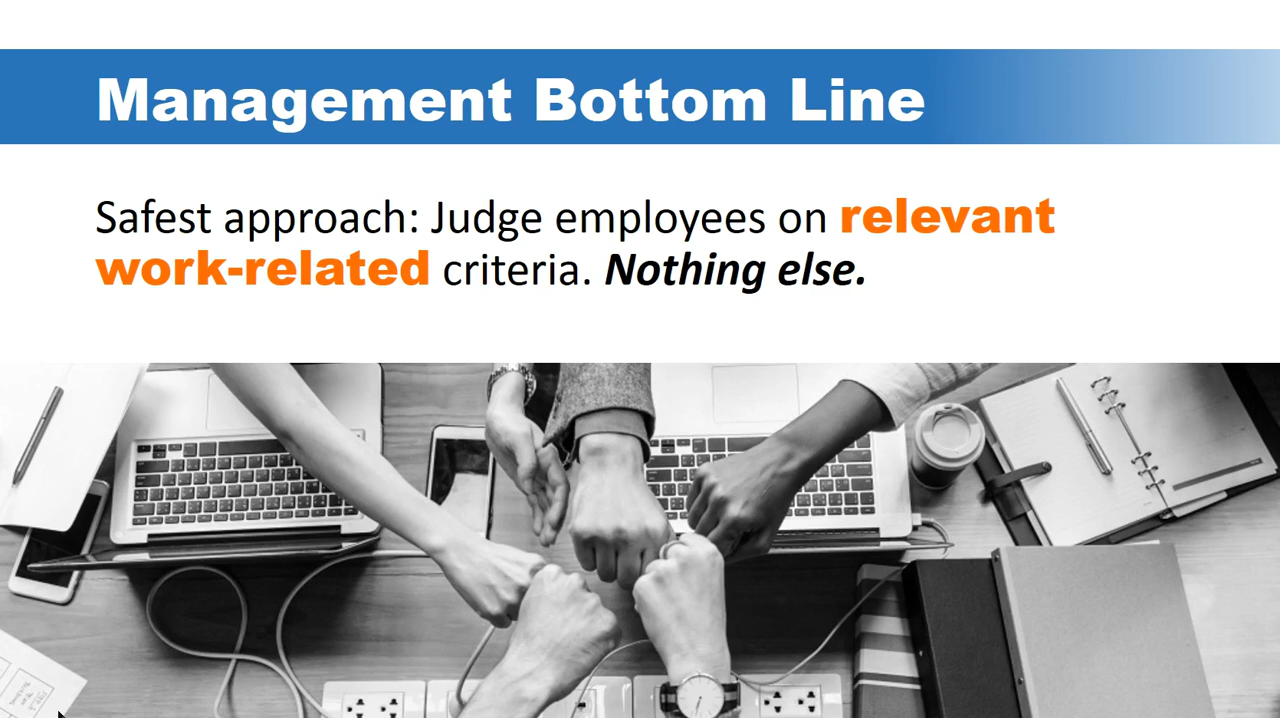 Management Bottom Line
Safest approach: Judge employees on relevant
work-related criteria. Nothing else.